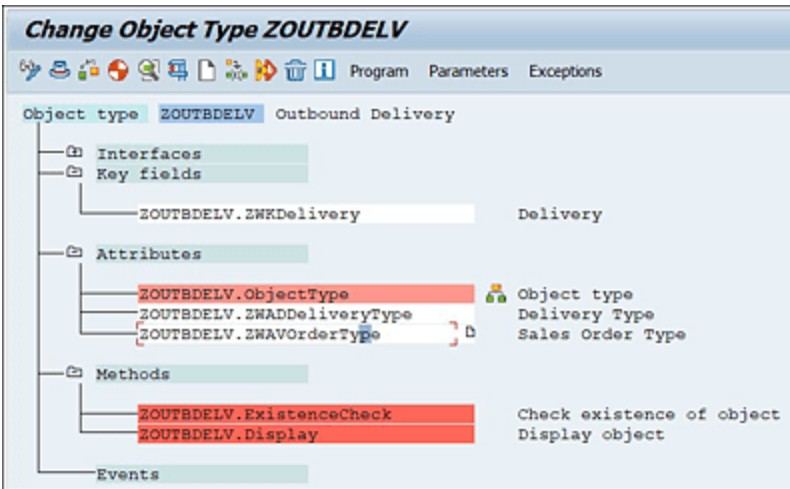 Change Object Type ZOUTBDELV
Program Parameters Exceptions
Object type ZOUTBDELV Outbound Delivery
Interfaces
Key fields
ZOUTBDELV.ZWKDelivery Delivery
Attributes
ZOUTBDELV.ObjectType Object type
ZOUTBDELV.ZWADDeliveryType Delivery Type
ZOUTBDELV.ZWAVOrderType Sales Order Type
Methods
ZOUTBDELV.ExistenceCheck Check existence of object
ZOUTBDELV.Display Display object
Events